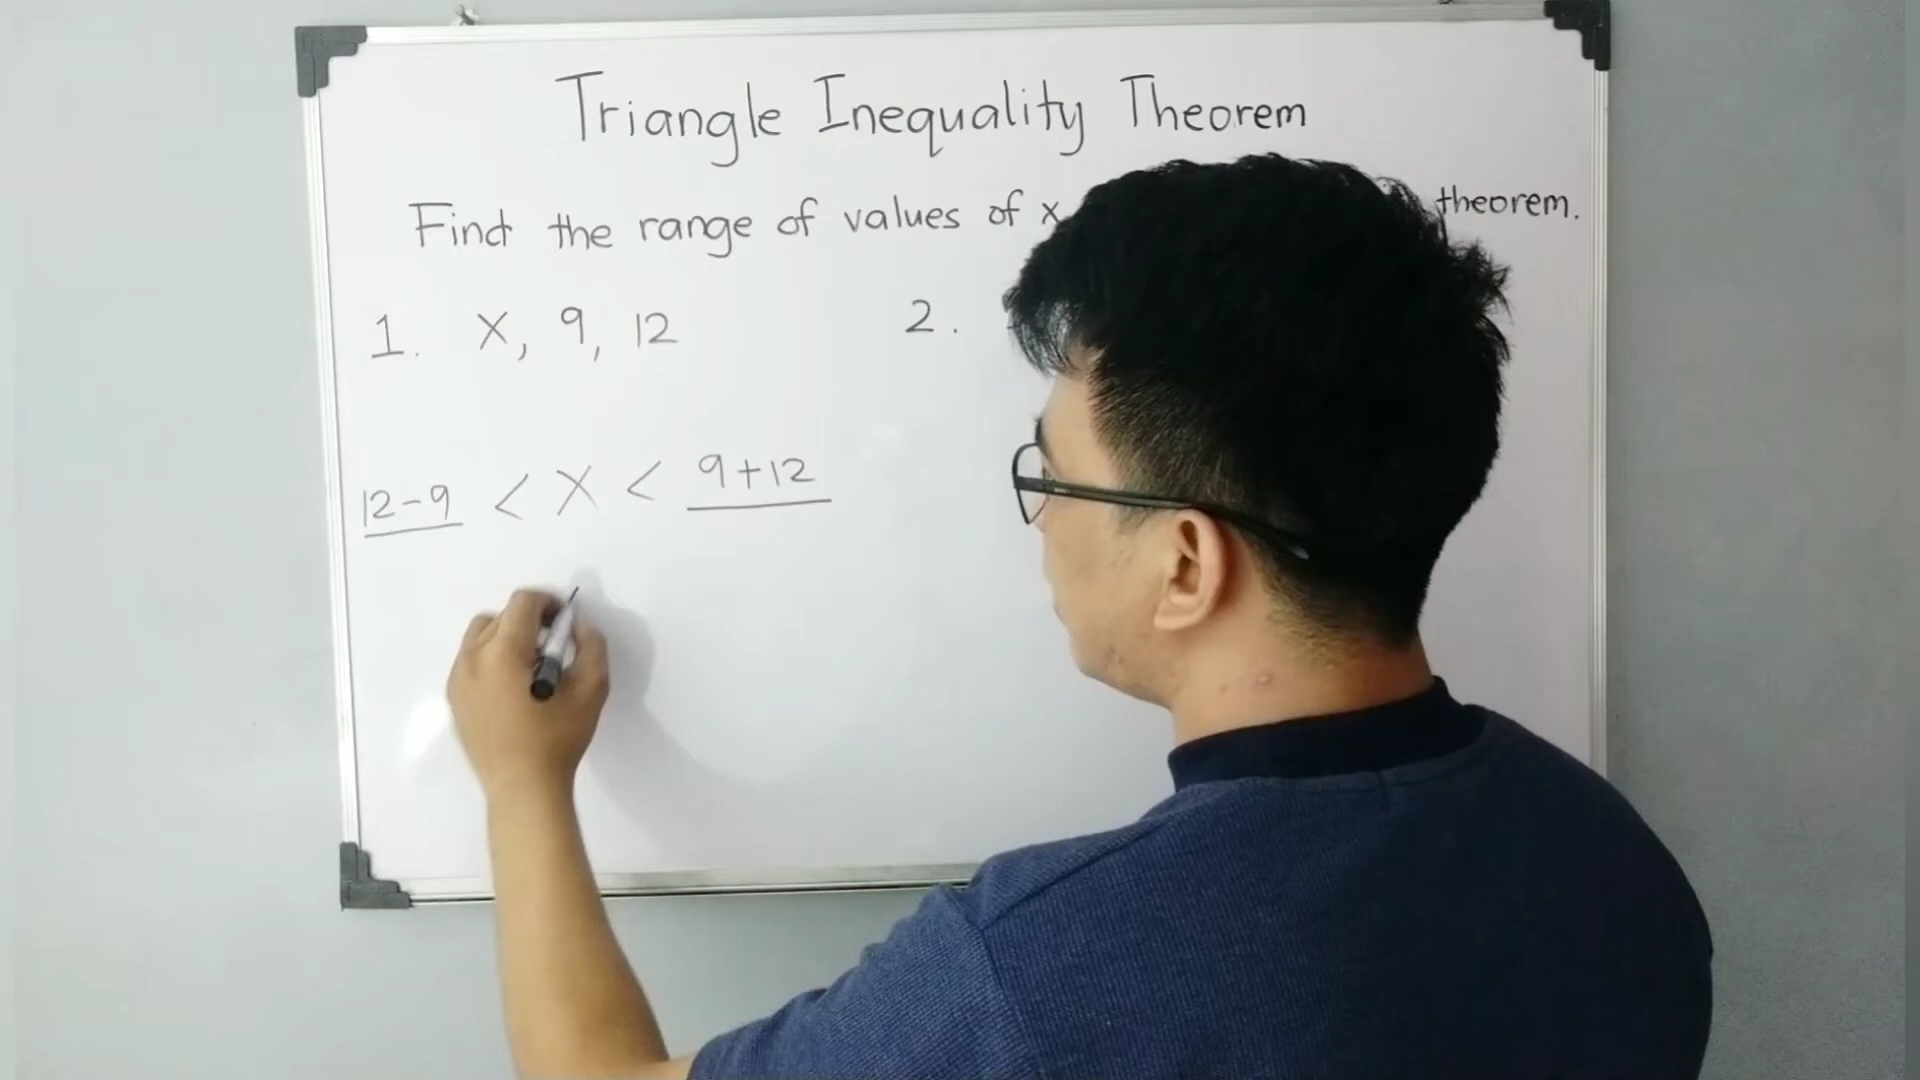 Triangle Inequality Theorem
Find the range of values of x theorem.
1. X, 9, 12
2.
12-9 < X < 9+12